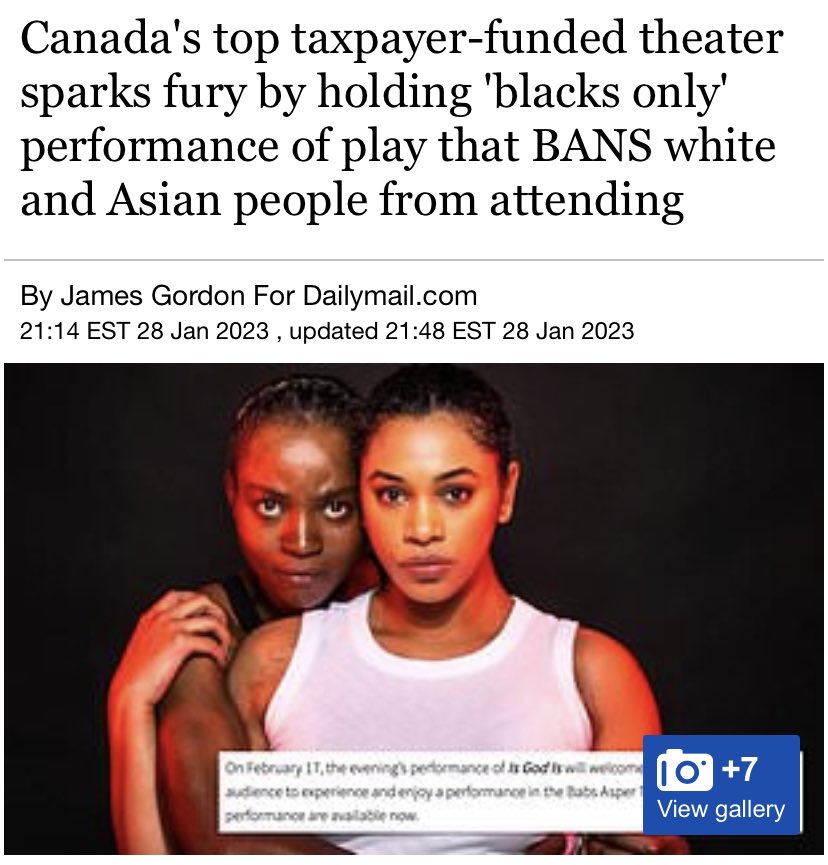 Canada's top taxpayer-funded theater
sparks fury by holding 'blacks only'
performance of play that BANS white
and Asian people from attending
By James Gordon For Dailymail.com
21:14 EST 28 Jan 2023 , updated 21:48 EST 28 Jan 2023
On February 17, the evening's performance of Is God Is will welcome
audience to experience and enjoy a performance in the Babs Asper
performance are available now.
+7
View gallery